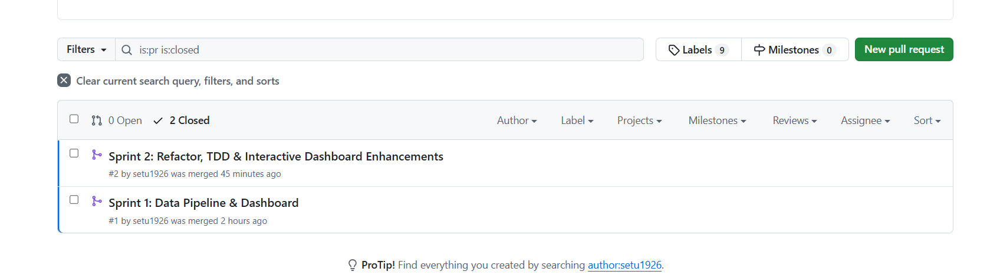 Filters is:pr is:closed Labels 9 Milestones 0 New pull request
Clear current search query, filters, and sorts
0 Open 2 Closed Author Label Projects Milestones Reviews Assignee Sort
Sprint 2: Refactor, TDD & Interactive Dashboard Enhancements
#2 by setu1926 was merged 45 minutes ago
Sprint 1: Data Pipeline & Dashboard
#1 by setu1926 was merged 2 hours ago
ProTip! Find everything you created by searching author:setu1926.